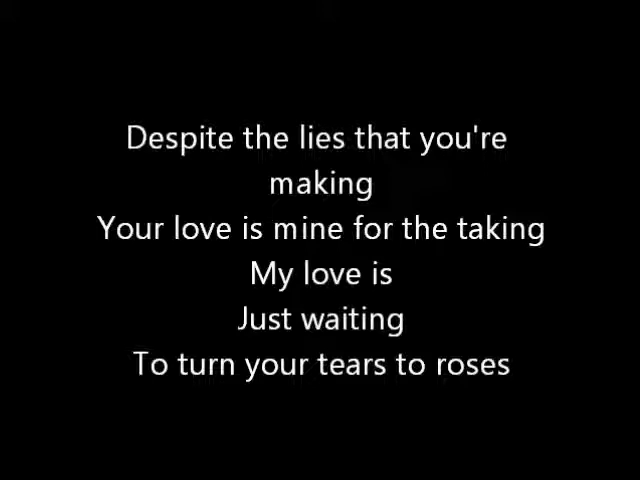 Despite the lies that you're
making
Your love is mine for the taking
My love is
Just waiting
To turn your tears to roses